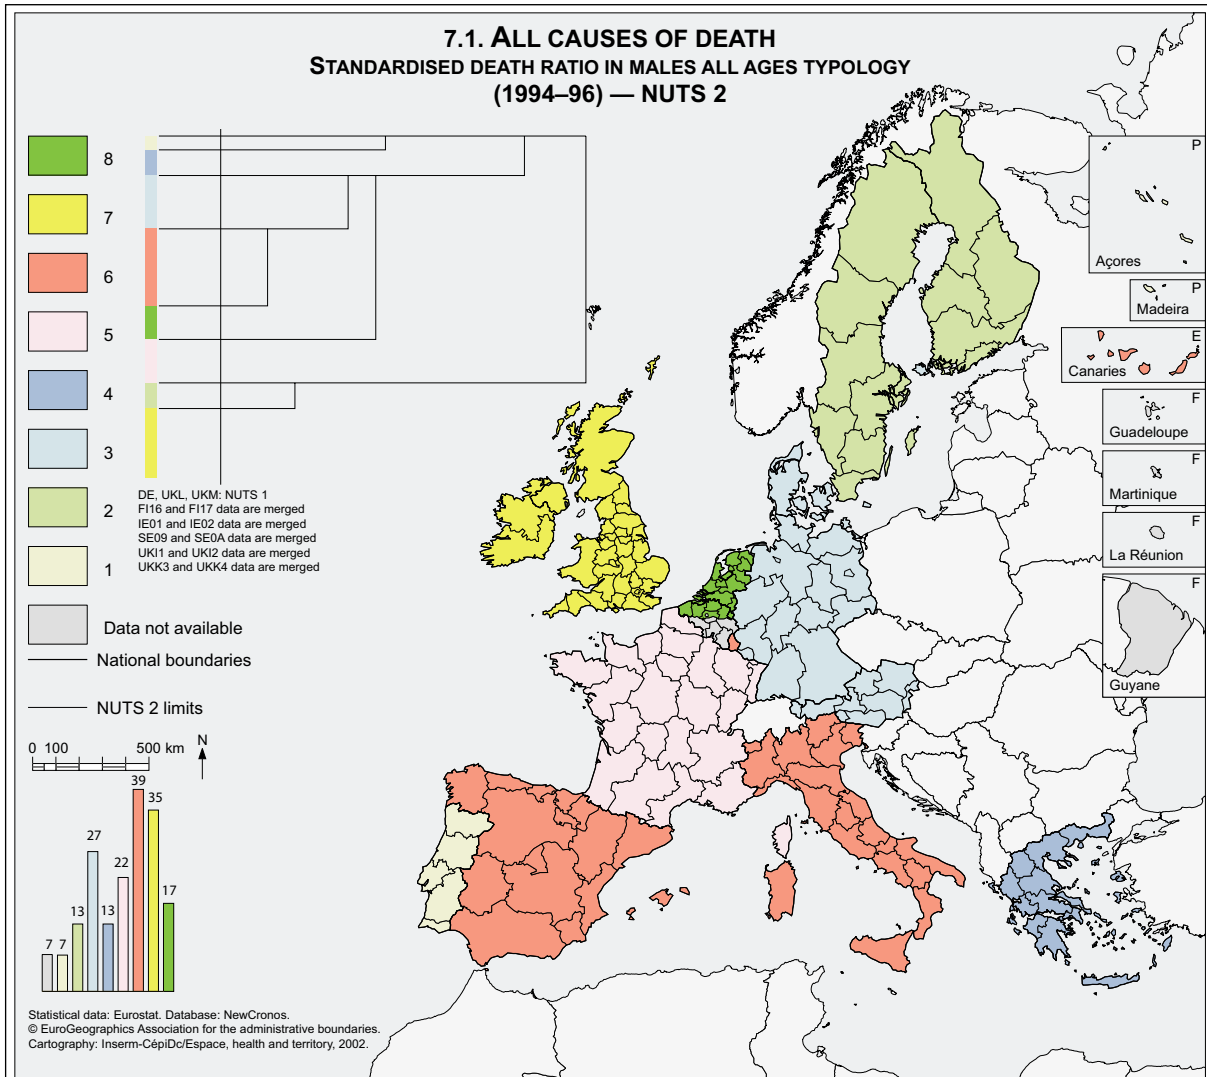 7.1. ALL CAUSES OF DEATH
STANDARDISED DEATH RATIO IN MALES ALL AGES TYPOLOGY
(1994–96) — NUTS 2
8
7
6
5
4
3
2
1
Data not available
National boundaries
NUTS 2 limits
DE, UKL, UKM: NUTS 1
FI16 and FI17 data are merged
IE01 and IE02 data are merged
SE09 and SE0A data are merged
UKI1 and UKI2 data are merged
UKK3 and UKK4 data are merged
0 100 500 km
N
7 7 13 27 13 22 39 35 17
P
Açores
P
Madeira
E
Canaries
F
Guadeloupe
F
Martinique
F
La Réunion
F
Guyane
Statistical data: Eurostat. Database: NewCronos.
© EuroGeographics Association for the administrative boundaries.
Cartography: Inserm-CépiDc/Espace, health and territory, 2002.